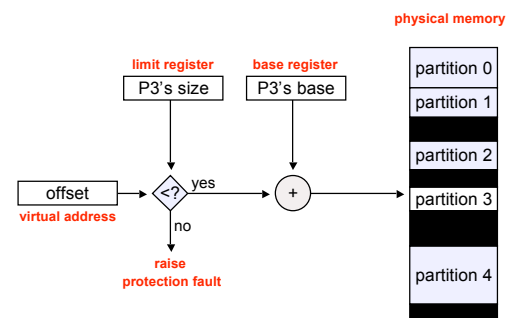 physical memory
limit register
base register
P3's size
P3's base
partition 0
partition 1
partition 2
offset
<?
yes
+
partition 3
virtual address
no
raise
protection fault
partition 4